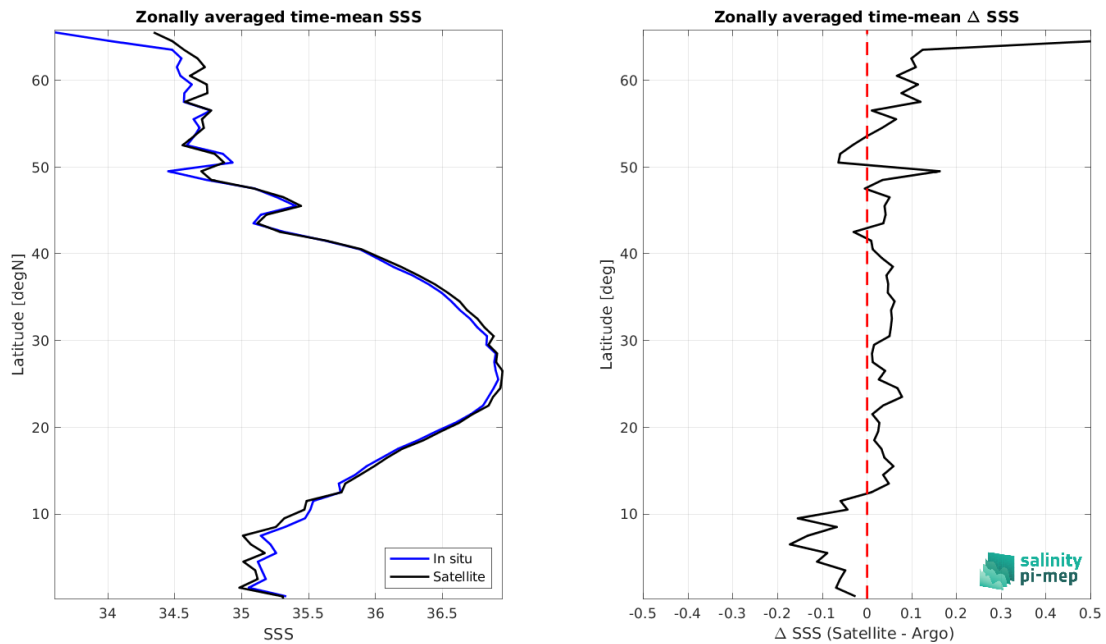 Zonally averaged time-mean SSS
60
50
40
30
20
10
Latitude [degN]
34
34.5
35
35.5
36
36.5
SSS
In situ
Satellite
Zonally averaged time-mean Δ SSS
60
50
40
30
20
10
Latitude [deg]
-0.5
-0.4
-0.3
-0.2
-0.1
0
0.1
0.2
0.3
0.4
0.5
Δ SSS (Satellite - Argo)
salinity
pi-mep